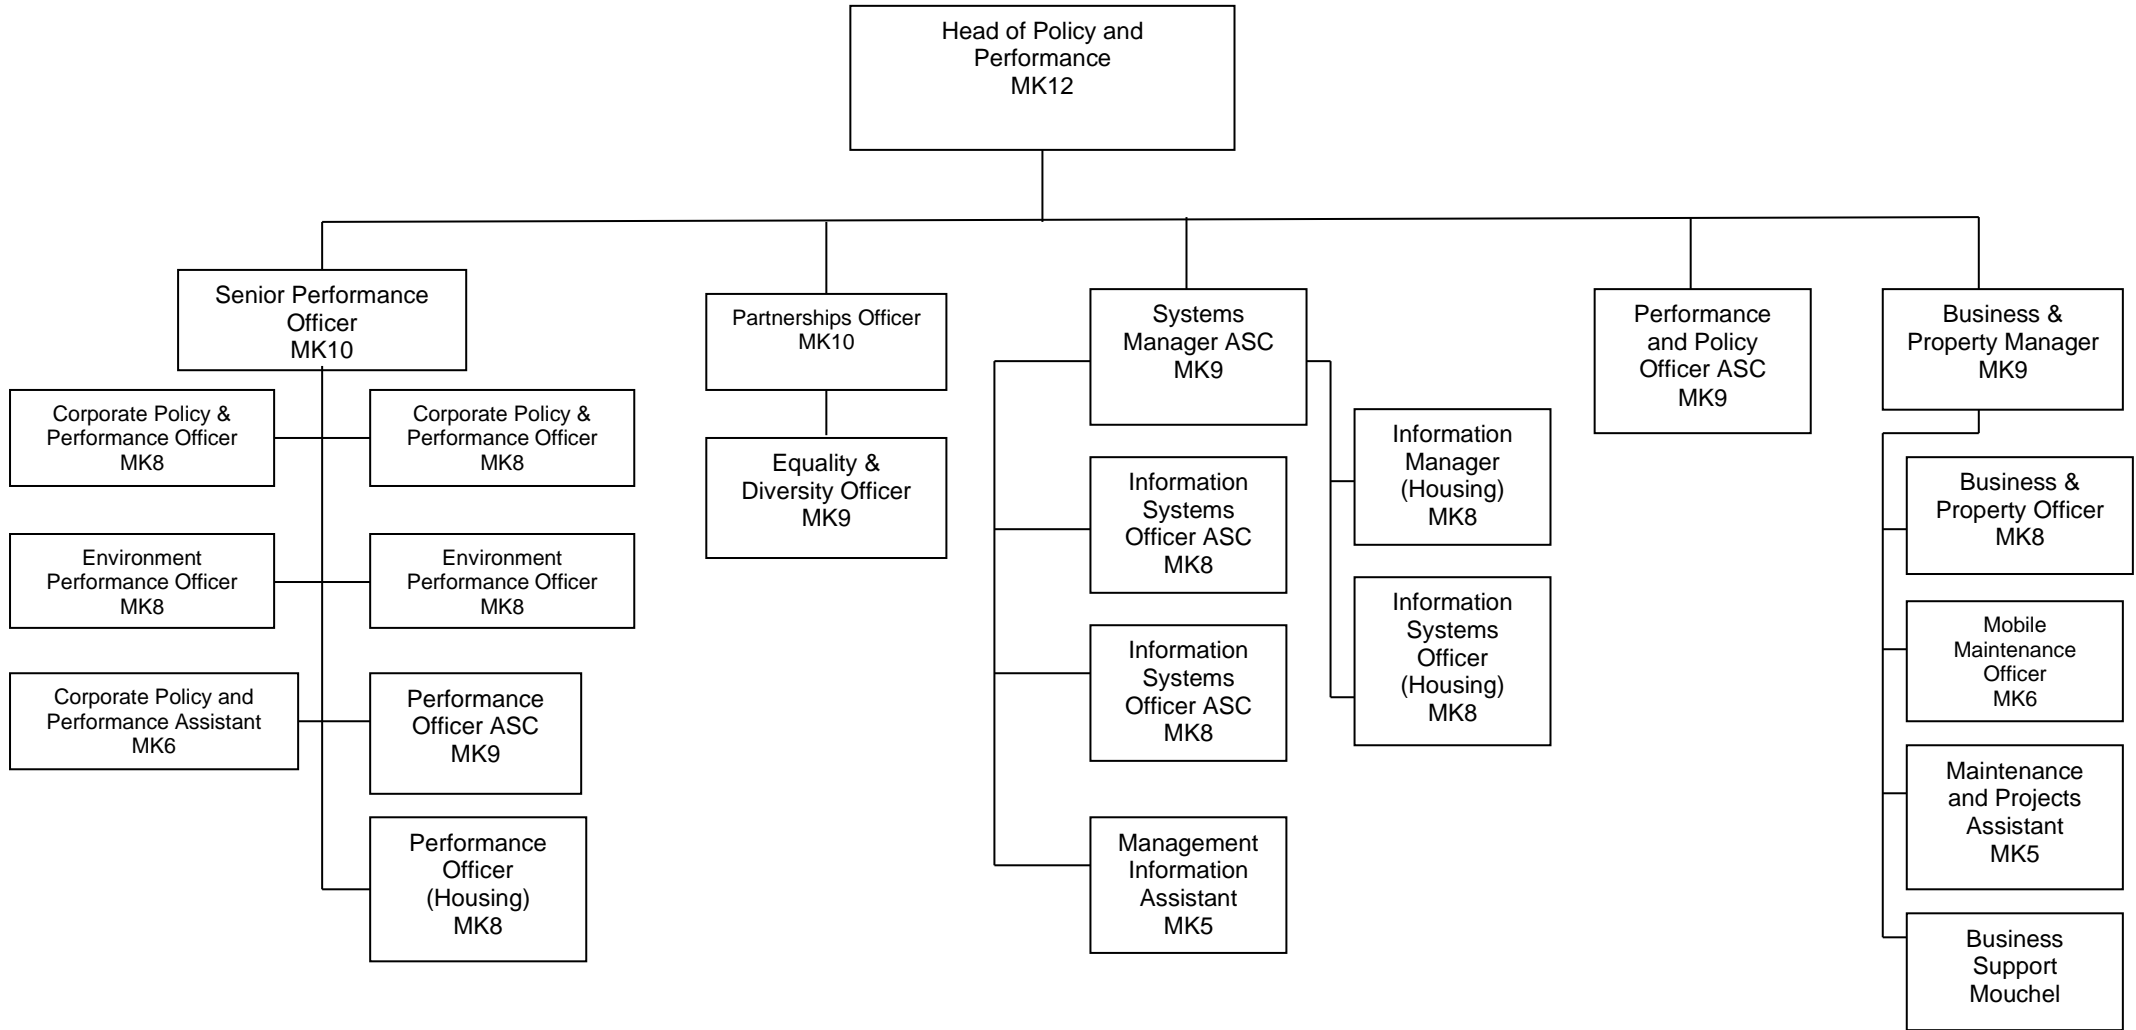 Head of Policy and
Performance
MK12
Senior Performance
Officer
MK10
Partnerships Officer
MK10
Systems
Manager ASC
MK9
Performance
and Policy
Officer ASC
MK9
Business &
Property Manager
MK9
Corporate Policy &
Performance Officer
MK8
Corporate Policy &
Performance Officer
MK8
Environment
Performance Officer
MK8
Environment
Performance Officer
MK8
Corporate Policy and
Performance Assistant
MK6
Performance
Officer ASC
MK9
Performance
Officer
(Housing)
MK8
Equality &
Diversity Officer
MK9
Information
Systems
Officer ASC
MK8
Information
Systems
Officer ASC
MK8
Management
Information
Assistant
MK5
Information
Manager
(Housing)
MK8
Information
Systems
Officer
(Housing)
MK8
Business &
Property Officer
MK8
Mobile
Maintenance
Officer
MK6
Maintenance
and Projects
Assistant
MK5
Business
Support
Mouchel